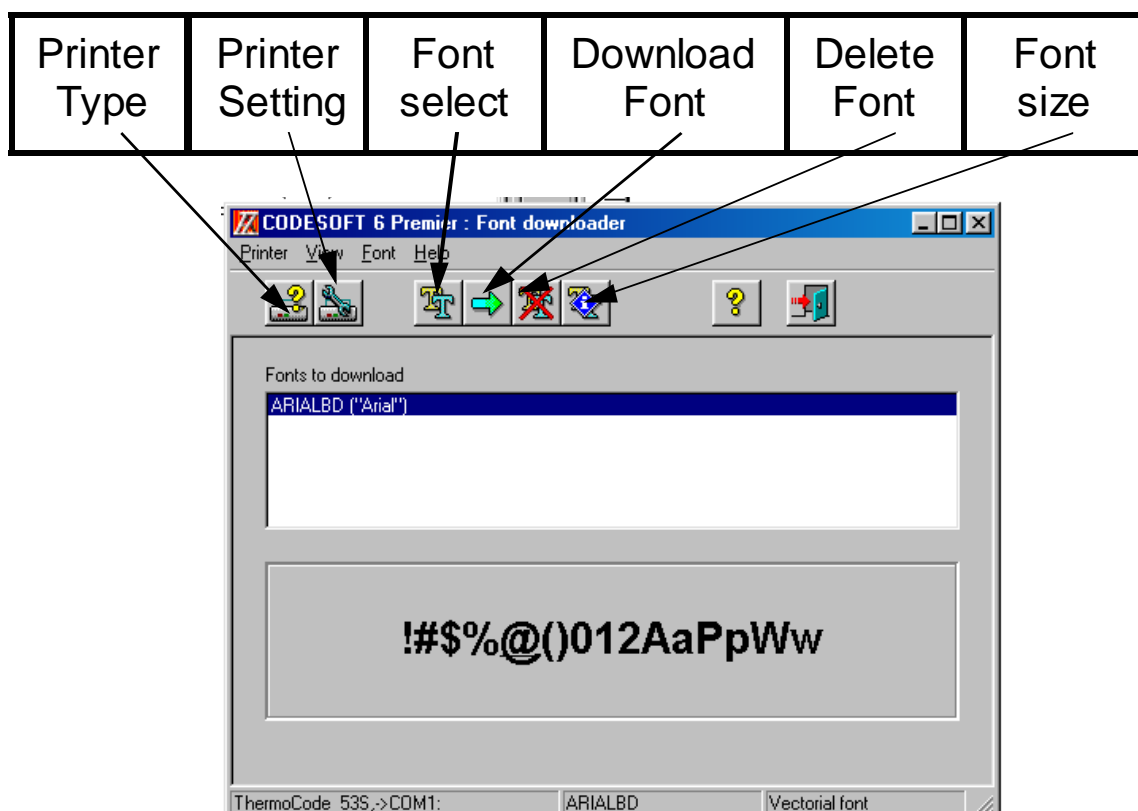 Printer Type
Printer Setting
Font select
Download Font
Delete Font
Font size
CODESOFT 6 Premier : Font downloader
Printer View Font Help
Fonts to download
ARIALBD ("Arial")
!#$%@()012AaPpWw
ThermoCode 53S,->COM1: ARIALBD Vectorial font